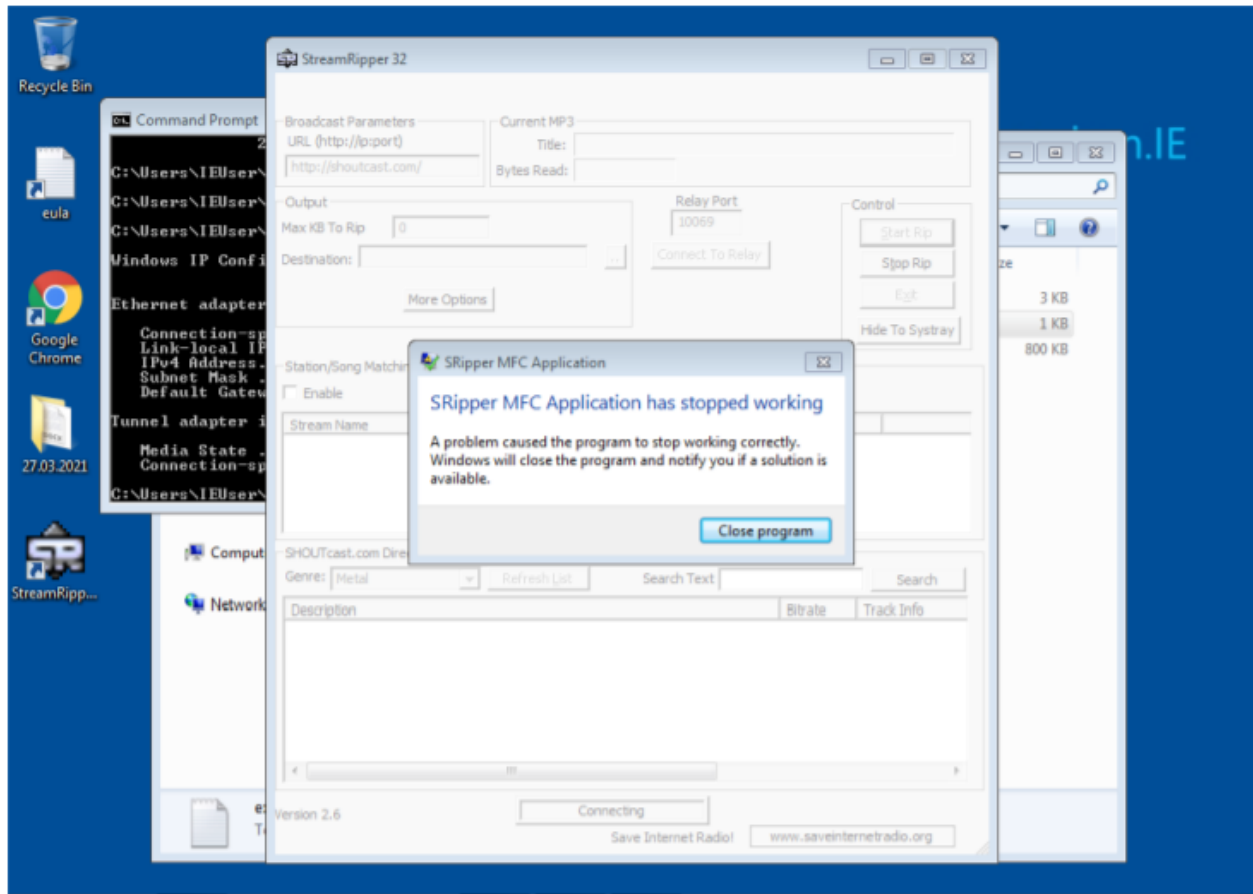 Recycle Bin
eula
Google
Chrome
27.03.2021
StreamRipp...
n.IE
Command Prompt
2
C:\Users\IEUser\
C:\Users\IEUser\
C:\Users\IEUser\
Windows IP Confi
Ethernet adapter
Connection-sp
Link-local IP
IPv4 Address.
Subnet Mask .
Default Gatew
Tunnel adapter i
Media State .
Connection-sp
C:\Users\IEUser\
Comput
Network
ze
3 KB
1 KB
800 KB
StreamRipper 32
Broadcast Parameters
URL (http://ip:port)
http://shoutcast.com/
Current MP3
Title:
Bytes Read:
Output
Max KB To Rip 0
Destination: ..
More Options
Relay Port
10069
Connect To Relay
Control
Start Rip
Stop Rip
Exit
Hide To Systray
Station/Song Matchin
Enable
Stream Name
SRipper MFC Application
SRipper MFC Application has stopped working
A problem caused the program to stop working correctly.
Windows will close the program and notify you if a solution is
available.
Close program
SHOUTcast.com Dire
Genre: Metal Refresh List Search Text Search
Description Bitrate Track Info
Version 2.6
Connecting
Save Internet Radio! www.saveinternetradio.org